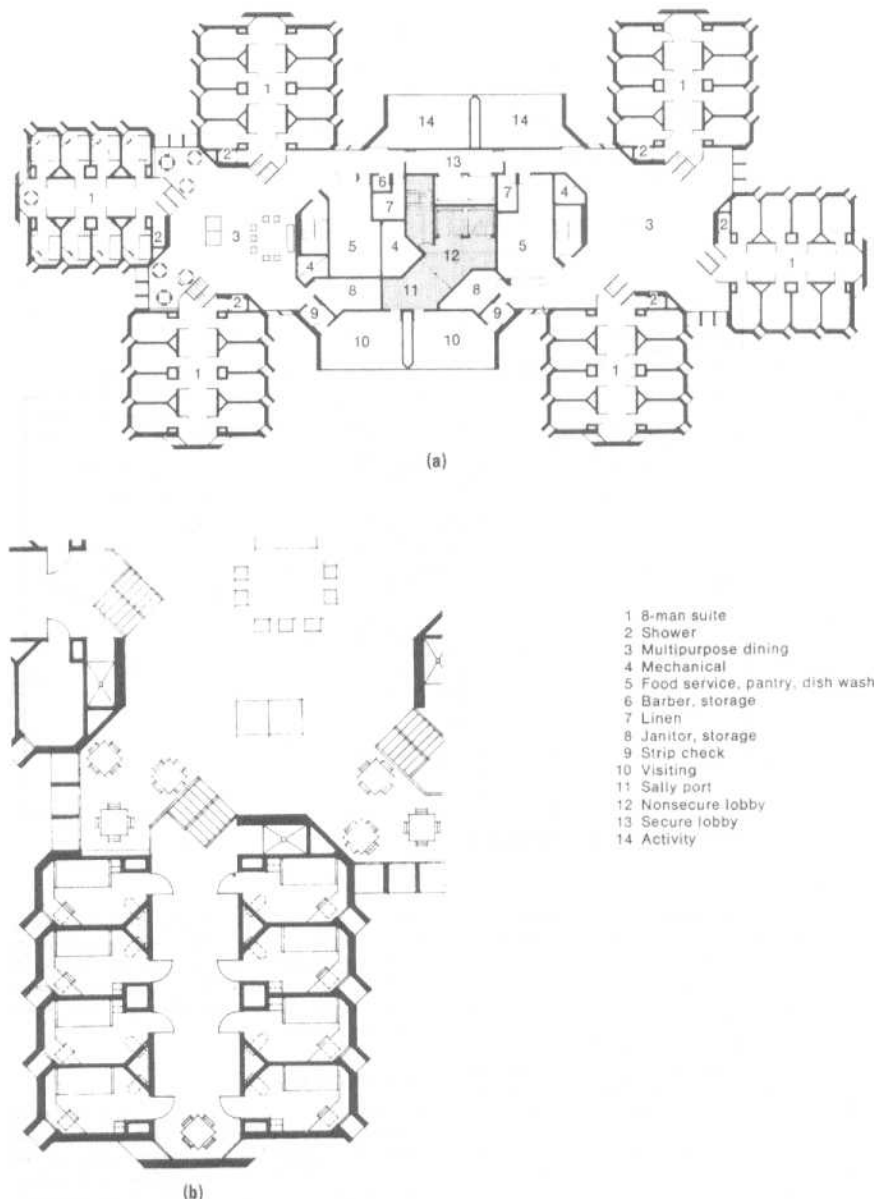 1
1
14
14
13
2
2
6
7
7
4
1
3
5
4
12
5
3
2
2
1
4
8
11
8
2
9
9
2
10
10
1
1
(a)
1 8-man suite
2 Shower
3 Multipurpose dining
4 Mechanical
5 Food service, pantry, dish wash
6 Barber, storage
7 Linen
8 Janitor, storage
9 Strip check
10 Visiting
11 Sally port
12 Nonsecure lobby
13 Secure lobby
14 Activity
(b)